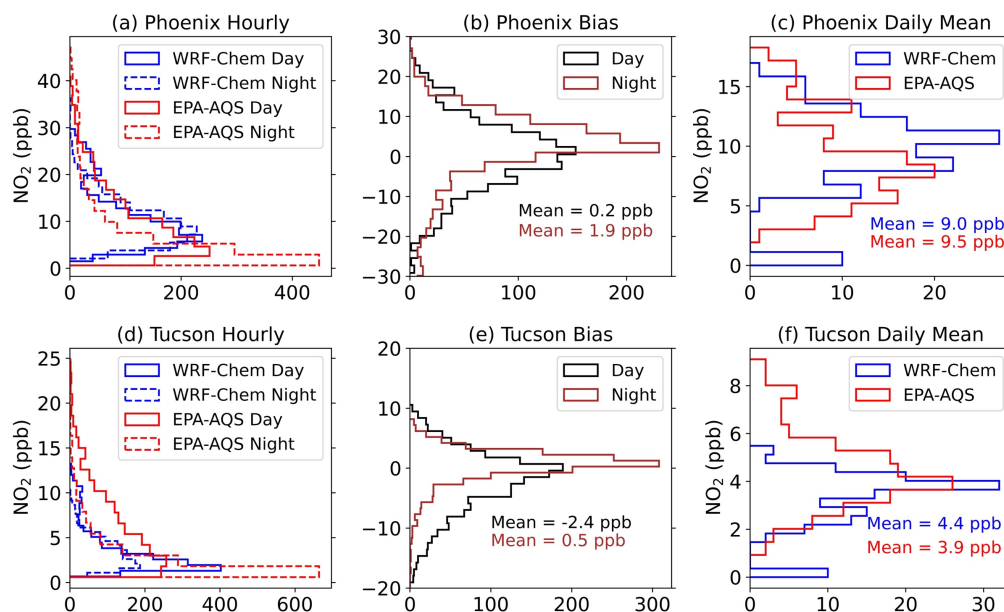 (a) Phoenix Hourly
NO₂ (ppb)
40
30
20
10
0
0 200 400
WRF-Chem Day
WRF-Chem Night
EPA-AQS Day
EPA-AQS Night
(b) Phoenix Bias
30
20
10
0
−10
−20
−30
0 100 200
Day
Night
Mean = 0.2 ppb
Mean = 1.9 ppb
(c) Phoenix Daily Mean
NO₂ (ppb)
15
10
5
0
0 10 20
WRF-Chem
EPA-AQS
Mean = 9.0 ppb
Mean = 9.5 ppb
(d) Tucson Hourly
NO₂ (ppb)
25
20
15
10
5
0
0 200 400 600
WRF-Chem Day
WRF-Chem Night
EPA-AQS Day
EPA-AQS Night
(e) Tucson Bias
20
10
0
−10
−20
0 100 200 300
Day
Night
Mean = -2.4 ppb
Mean = 0.5 ppb
(f) Tucson Daily Mean
NO₂ (ppb)
8
6
4
2
0
0 10 20 30
WRF-Chem
EPA-AQS
Mean = 4.4 ppb
Mean = 3.9 ppb